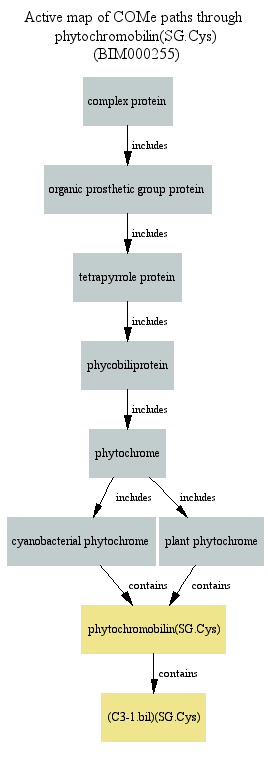 Active map of COMe paths through
phytochromobilin(SG.Cys)
(BIM000255)
complex protein
includes
organic prosthetic group protein
includes
tetrapyrrole protein
includes
phycobiliprotein
includes
phytochrome
includes includes
cyanobacterial phytochrome plant phytochrome
contains contains
phytochromobilin(SG.Cys)
contains
(C3-1.bil)(SG.Cys)